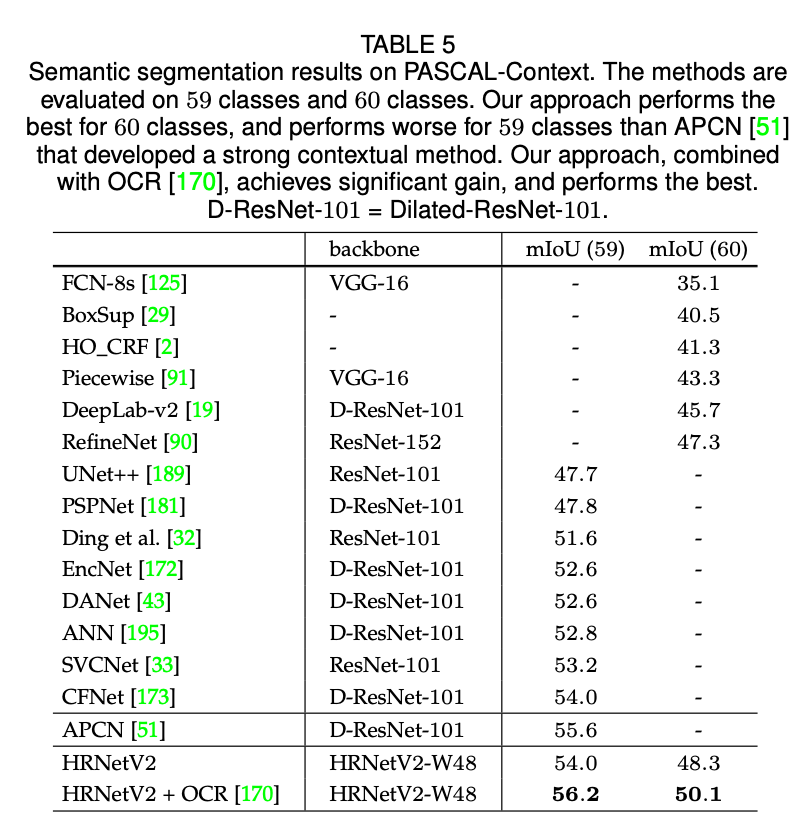 TABLE 5
Semantic segmentation results on PASCAL-Context. The methods are
evaluated on 59 classes and 60 classes. Our approach performs the
best for 60 classes, and performs worse for 59 classes than APCN [51]
that developed a strong contextual method. Our approach, combined
with OCR [170], achieves significant gain, and performs the best.
D-ResNet-101 = Dilated-ResNet-101.
backbone mIoU (59) mIoU (60)
FCN-8s [125] VGG-16 - 35.1
BoxSup [29] - - 40.5
HO_CRF [2] - - 41.3
Piecewise [91] VGG-16 - 43.3
DeepLab-v2 [19] D-ResNet-101 - 45.7
RefineNet [90] ResNet-152 - 47.3
UNet++ [189] ResNet-101 47.7 -
PSPNet [181] D-ResNet-101 47.8 -
Ding et al. [32] ResNet-101 51.6 -
EncNet [172] D-ResNet-101 52.6 -
DANet [43] D-ResNet-101 52.6 -
ANN [195] D-ResNet-101 52.8 -
SVCNet [33] ResNet-101 53.2 -
CFNet [173] D-ResNet-101 54.0 -
APCN [51] D-ResNet-101 55.6 -
HRNetV2 HRNetV2-W48 54.0 48.3
HRNetV2 + OCR [170] HRNetV2-W48 56.2 50.1